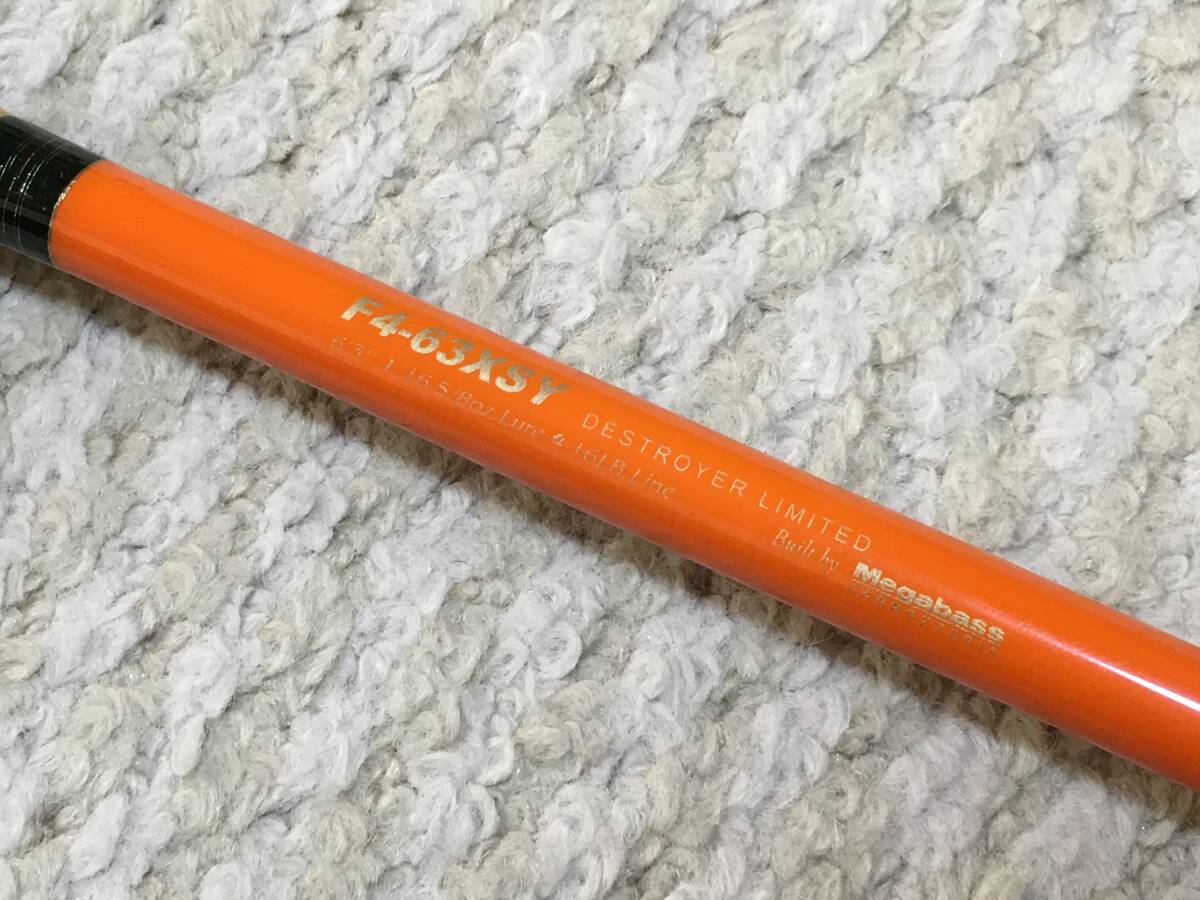 F4-63XSY
DESTROYER LIMITED
6.3" 1/16-5/8oz.Lure 4-16LB.Line
Built by Megabass